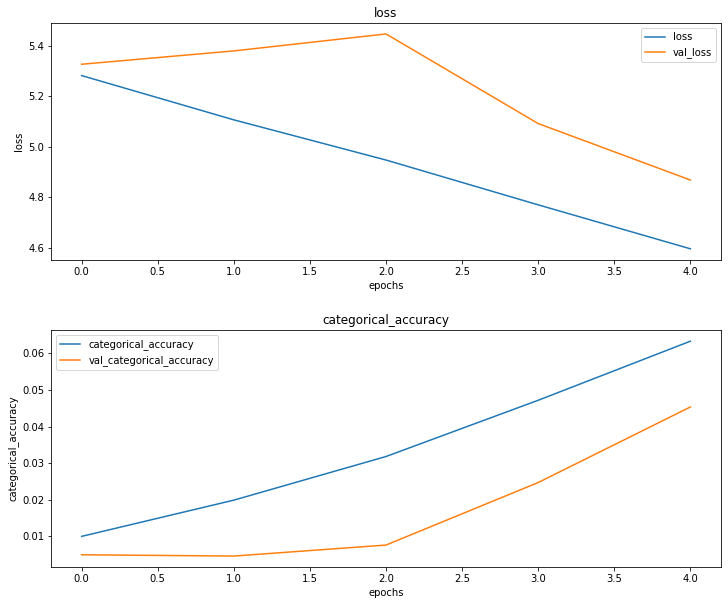 loss
5.4
5.2
5.0
4.8
4.6
loss
loss
val_loss
0.0 0.5 1.0 1.5 2.0 2.5 3.0 3.5 4.0
epochs
categorical_accuracy
0.06
0.05
0.04
0.03
0.02
0.01
categorical_accuracy
categorical_accuracy
val_categorical_accuracy
0.0 0.5 1.0 1.5 2.0 2.5 3.0 3.5 4.0
epochs